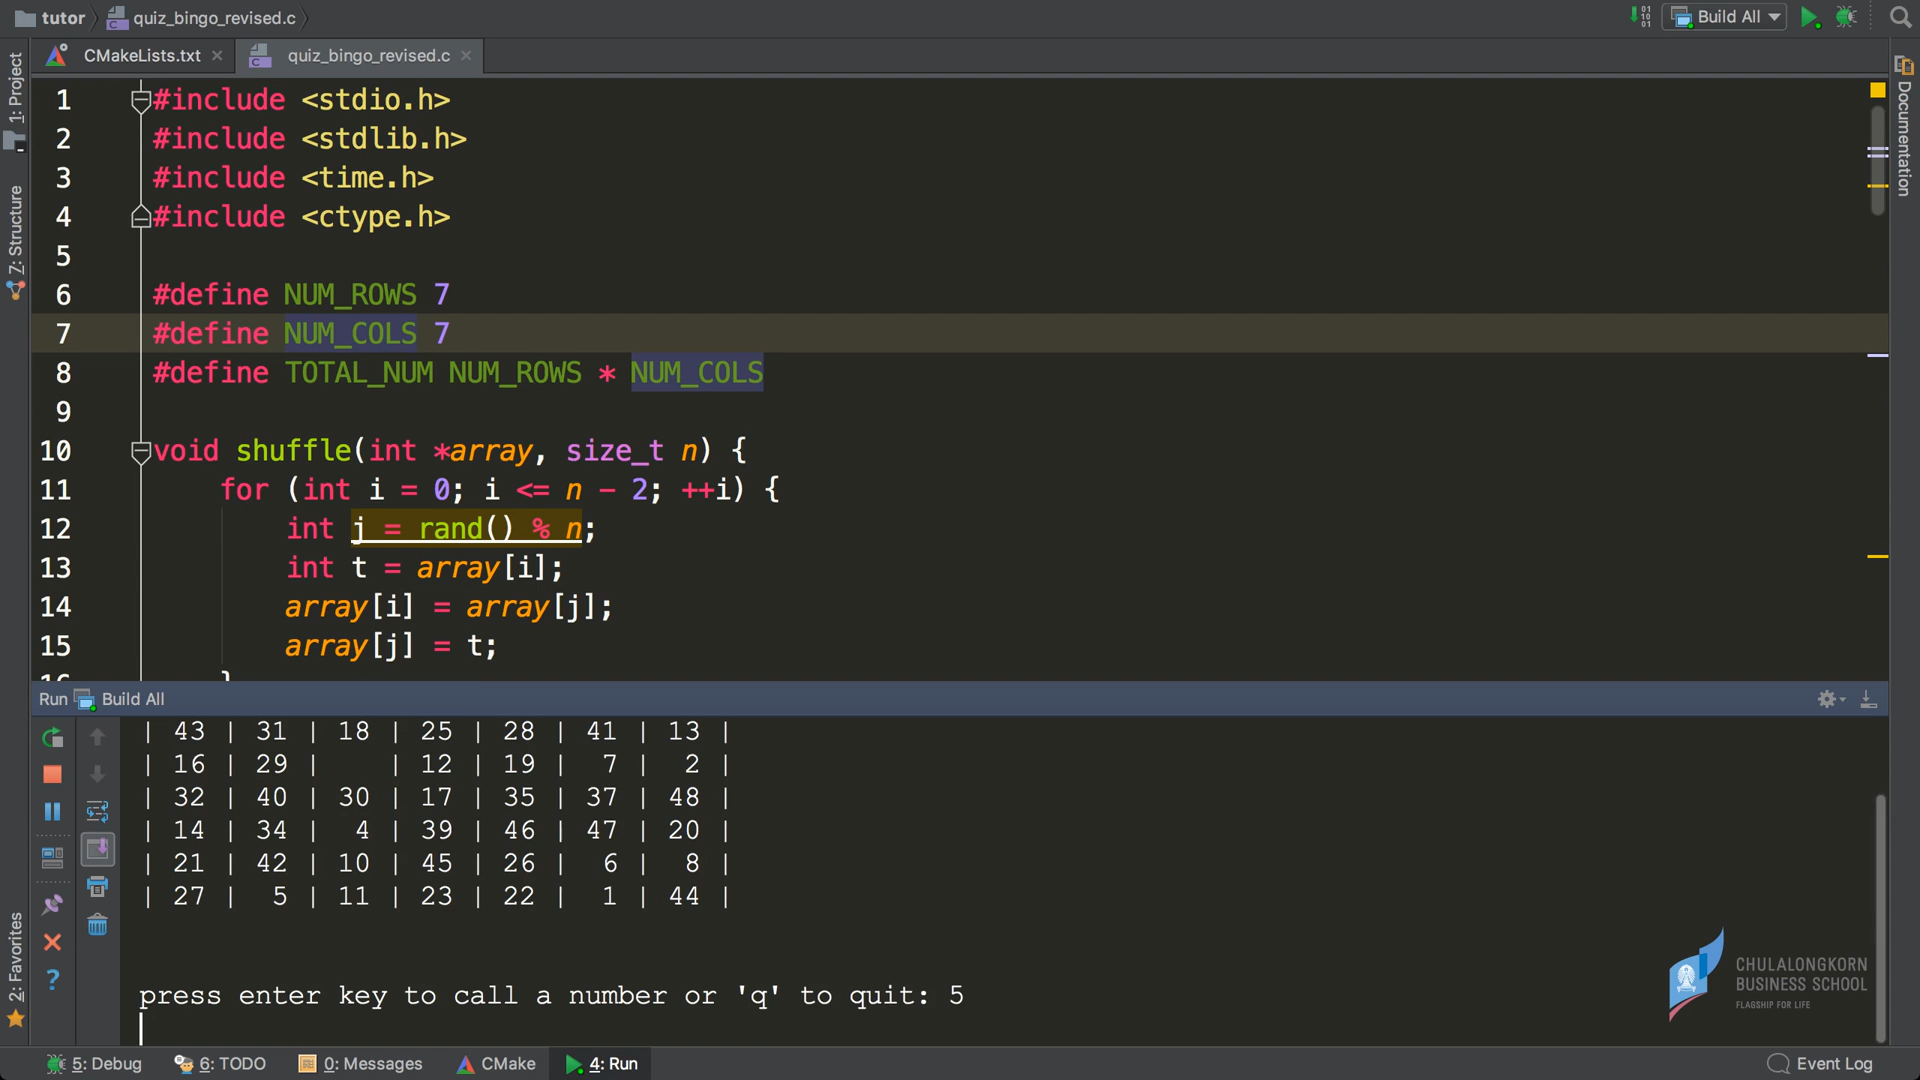 tutor quiz_bingo_revised.c
Build All
CMakeLists.txt quiz_bingo_revised.c
1: Project
Z: Structure
2: Favorites
Documentation
1 #include <stdio.h>
2 #include <stdlib.h>
3 #include <time.h>
4 #include <ctype.h>
5
6 #define NUM_ROWS 7
7 #define NUM_COLS 7
8 #define TOTAL_NUM NUM_ROWS * NUM_COLS
9
10 void shuffle(int *array, size_t n) {
11 for (int i = 0; i <= n - 2; ++i) {
12 int j = rand() % n;
13 int t = array[i];
14 array[i] = array[j];
15 array[j] = t;
Run Build All
| 43 | 31 | 18 | 25 | 28 | 41 | 13 |
| 16 | 29 |    | 12 | 19 |  7 |  2 |
| 32 | 40 | 30 | 17 | 35 | 37 | 48 |
| 14 | 34 |  4 | 39 | 46 | 47 | 20 |
| 21 | 42 | 10 | 45 | 26 |  6 |  8 |
| 27 |  5 | 11 | 23 | 22 |  1 | 44 |
press enter key to call a number or 'q' to quit: 5
CHULALONGKORN
BUSINESS SCHOOL
FLAGSHIP FOR LIFE
5: Debug 6: TODO 0: Messages CMake 4: Run Event Log